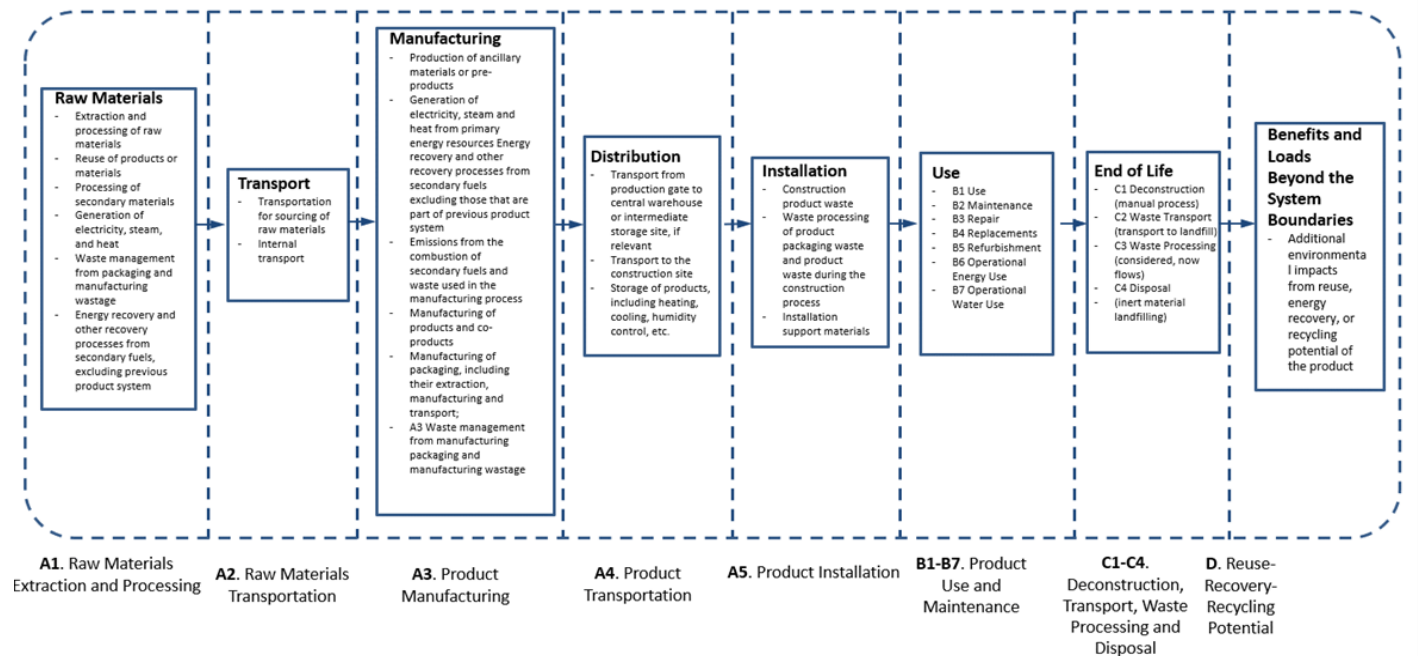 Raw Materials
- Extraction and
processing of raw
materials
- Reuse of products or
materials
- Processing of
secondary materials
- Generation of
electricity, steam,
and heat
- Waste management
from packaging and
manufacturing
wastage
- Energy recovery and
other recovery
processes from
secondary fuels,
excluding previous
product system
Transport
- Transportation
for sourcing of
raw materials
- Internal
transport
Manufacturing
- Production of ancillary
materials or pre-
products
- Generation of
electricity, steam and
heat from primary
energy resources Energy
recovery and other
recovery processes from
secondary fuels
excluding those that are
part of previous product
system
- Emissions from the
combustion of
secondary fuels and
waste used in the
manufacturing process
- Manufacturing of
products and co-
products
- Manufacturing of
packaging, including
their extraction,
manufacturing and
transport;
- A3 Waste management
from manufacturing
packaging and
manufacturing wastage
Distribution
- Transport from
production gate to
central warehouse
or intermediate
storage site, if
relevant
- Transport to the
construction site
- Storage of products,
including heating,
cooling, humidity
control, etc.
Installation
- Construction
product waste
- Waste processing
of product
packaging waste
and product
waste during the
construction
process
- Installation
support materials
Use
- B1 Use
- B2 Maintenance
- B3 Repair
- B4 Replacements
- B5 Refurbishment
- B6 Operational
Energy Use
- B7 Operational
Water Use
End of Life
- C1 Deconstruction
(manual process)
- C2 Waste Transport
(transport to landfill)
- C3 Waste Processing
(considered, now
flows)
- C4 Disposal
- (inert material
landfilling)
Benefits and
Loads
Beyond the
System
Boundaries
- Additional
environmenta
l impacts
from reuse,
energy
recovery, or
recycling
potential of
the product
A1. Raw Materials
Extraction and Processing
A2. Raw Materials
Transportation
A3. Product
Manufacturing
A4. Product
Transportation
A5. Product Installation
B1-B7. Product
Use and
Maintenance
C1-C4.
Deconstruction,
Transport, Waste
Processing and
Disposal
D. Reuse-
Recovery-
Recycling
Potential